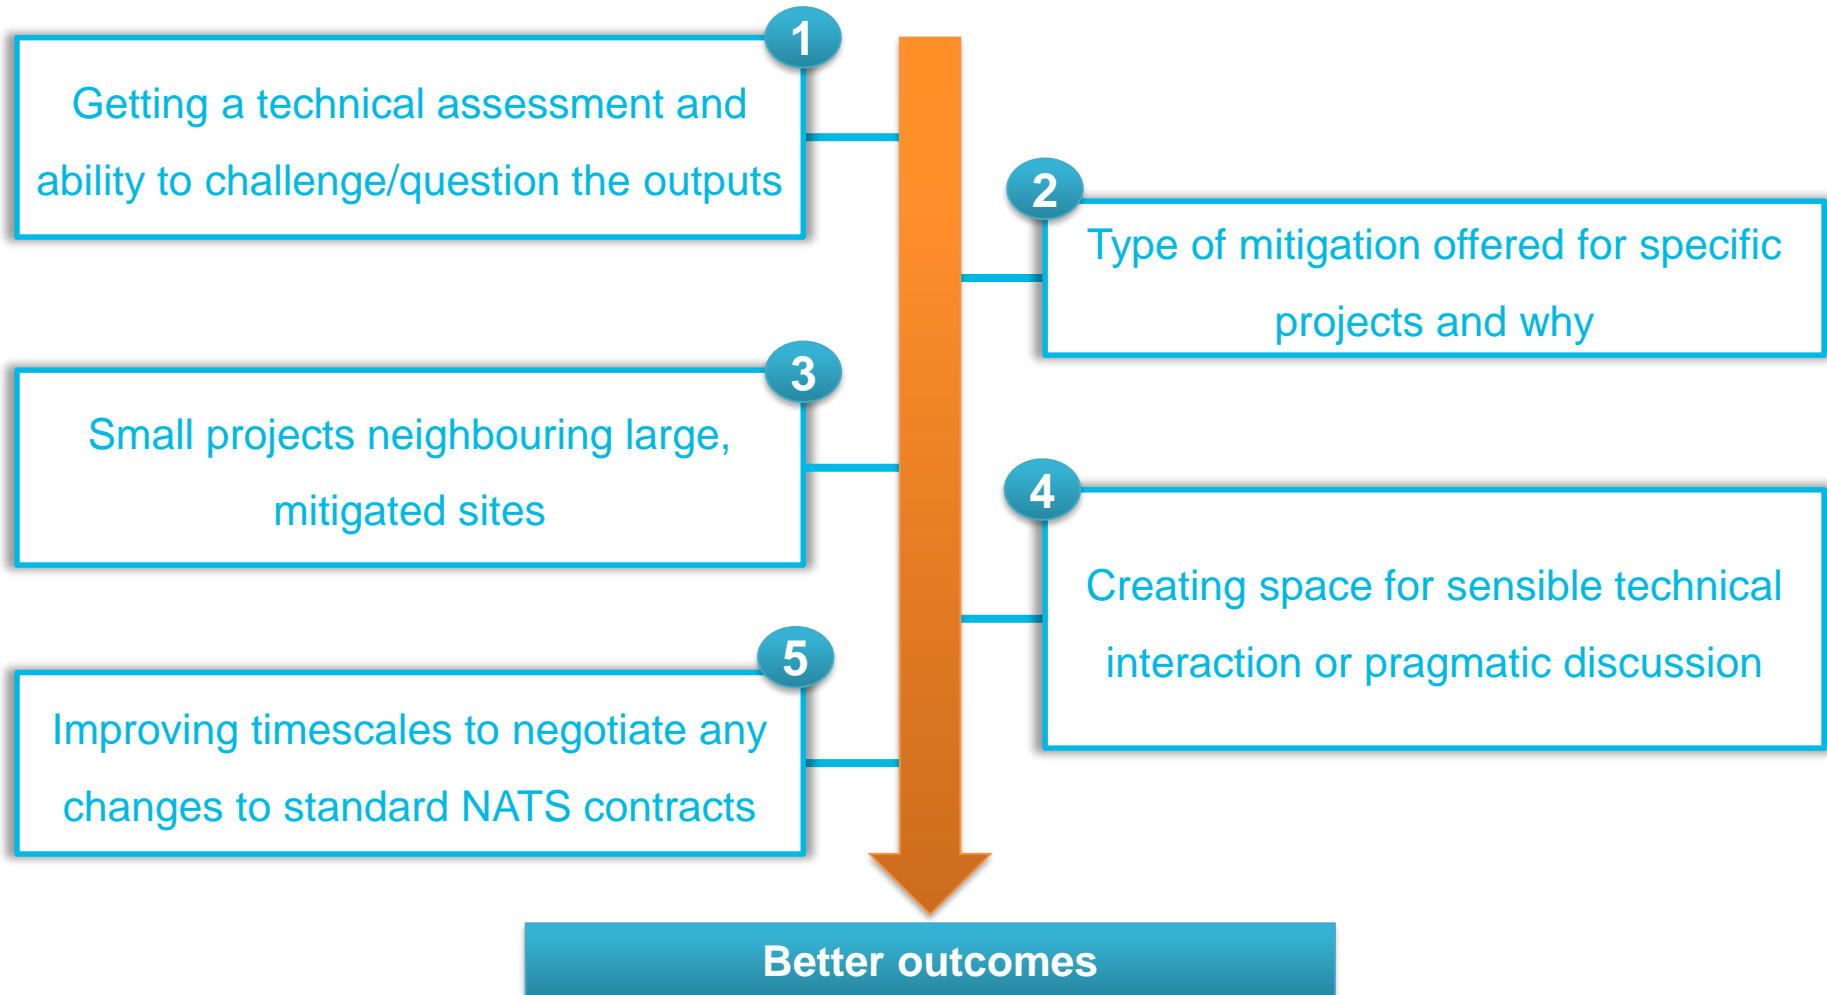 1
Getting a technical assessment and
ability to challenge/question the outputs
2
Type of mitigation offered for specific
projects and why
3
Small projects neighbouring large,
mitigated sites
4
Creating space for sensible technical
interaction or pragmatic discussion
5
Improving timescales to negotiate any
changes to standard NATS contracts
Better outcomes